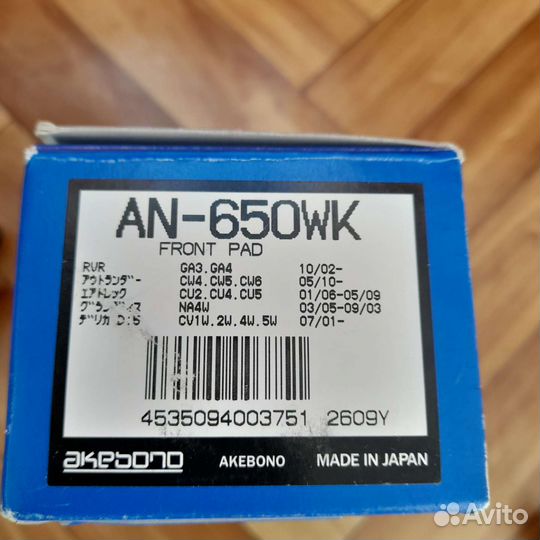 AN-650WK
FRONT PAD
RVR GA3.GA4 10/02-
アウトランダー CW4.CW5.CW6 05/10-
エアトレック CU2.CU4.CU5 01/06-05/09
グランディス NA4W 03/05-09/03
デリカ D:5 CV1W.2W.4W.5W 07/01-
4535094003751 2609Y
akebono AKEBONO MADE IN JAPAN
Avito